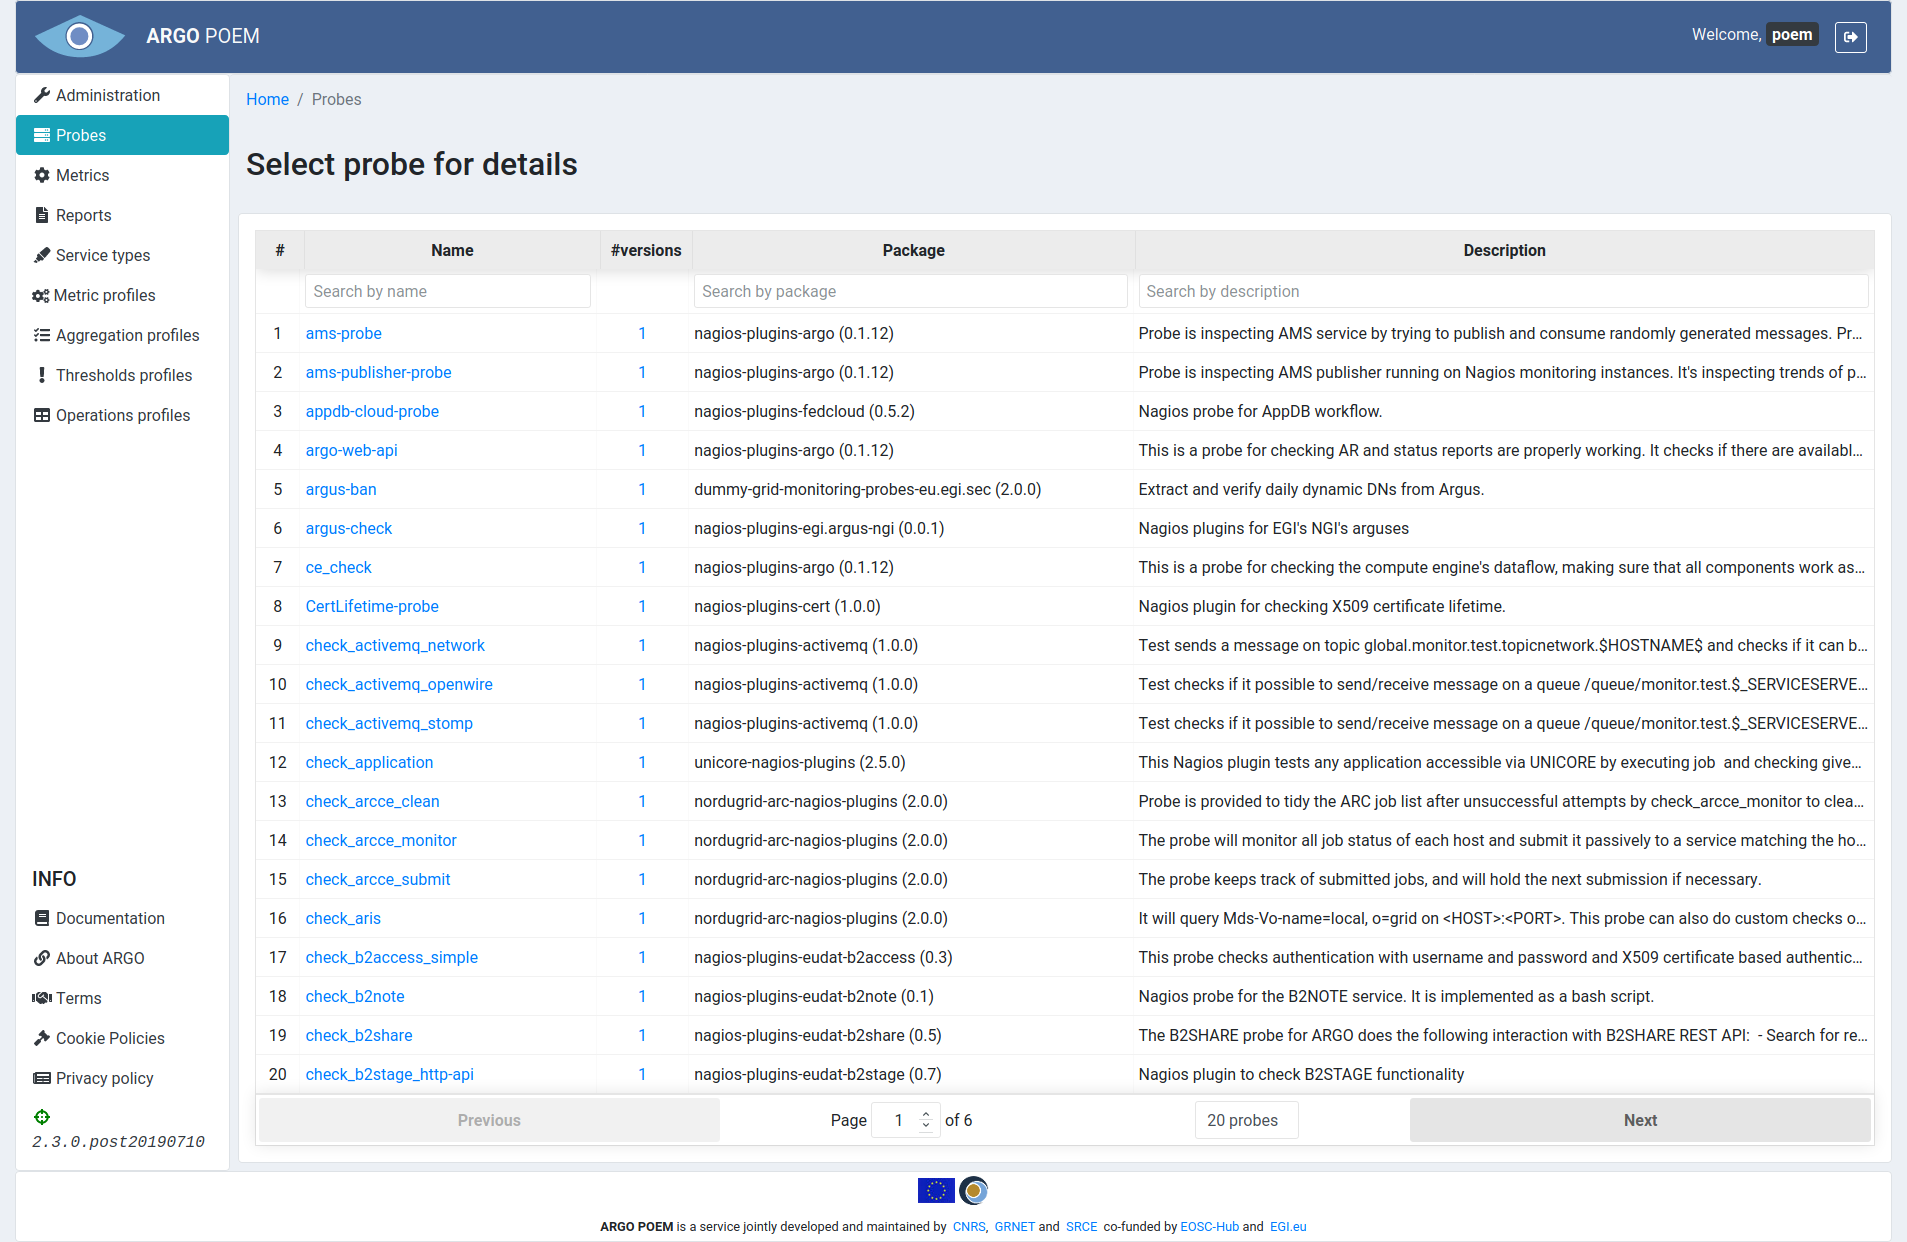 ARGO POEM
Welcome, poem
Administration
Probes
Metrics
Reports
Service types
Metric profiles
Aggregation profiles
Thresholds profiles
Operations profiles
INFO
Documentation
About ARGO
Terms
Cookie Policies
Privacy policy
2.3.0.post20190710
Home / Probes
Select probe for details
# Name #versions Package Description
Search by name Search by package Search by description
1 ams-probe 1 nagios-plugins-argo (0.1.12) Probe is inspecting AMS service by trying to publish and consume randomly generated messages. Pr...
2 ams-publisher-probe 1 nagios-plugins-argo (0.1.12) Probe is inspecting AMS publisher running on Nagios monitoring instances. It's inspecting trends of p...
3 appdb-cloud-probe 1 nagios-plugins-fedcloud (0.5.2) Nagios probe for AppDB workflow.
4 argo-web-api 1 nagios-plugins-argo (0.1.12) This is a probe for checking AR and status reports are properly working. It checks if there are availabl...
5 argus-ban 1 dummy-grid-monitoring-probes-eu.egi.sec (2.0.0) Extract and verify daily dynamic DNs from Argus.
6 argus-check 1 nagios-plugins-egi.argus-ngi (0.0.1) Nagios plugins for EGI's NGI's arguses
7 ce_check 1 nagios-plugins-argo (0.1.12) This is a probe for checking the compute engine's dataflow, making sure that all components work as...
8 CertLifetime-probe 1 nagios-plugins-cert (1.0.0) Nagios plugin for checking X509 certificate lifetime.
9 check_activemq_network 1 nagios-plugins-activemq (1.0.0) Test sends a message on topic global.monitor.test.topicnetwork.$HOSTNAME$ and checks if it can b...
10 check_activemq_openwire 1 nagios-plugins-activemq (1.0.0) Test checks if it possible to send/receive message on a queue /queue/monitor.test.$_SERVICESERVE...
11 check_activemq_stomp 1 nagios-plugins-activemq (1.0.0) Test checks if it possible to send/receive message on a queue /queue/monitor.test.$_SERVICESERVE...
12 check_application 1 unicore-nagios-plugins (2.5.0) This Nagios plugin tests any application accessible via UNICORE by executing job and checking give...
13 check_arcce_clean 1 nordugrid-arc-nagios-plugins (2.0.0) Probe is provided to tidy the ARC job list after unsuccessful attempts by check_arcce_monitor to clea...
14 check_arcce_monitor 1 nordugrid-arc-nagios-plugins (2.0.0) The probe will monitor all job status of each host and submit it passively to a service matching the ho...
15 check_arcce_submit 1 nordugrid-arc-nagios-plugins (2.0.0) The probe keeps track of submitted jobs, and will hold the next submission if necessary.
16 check_aris 1 nordugrid-arc-nagios-plugins (2.0.0) It will query Mds-Vo-name=local, o=grid on <HOST>:<PORT>. This probe can also do custom checks o...
17 check_b2access_simple 1 nagios-plugins-eudat-b2access (0.3) This probe checks authentication with username and password and X509 certificate based authentic...
18 check_b2note 1 nagios-plugins-eudat-b2note (0.1) Nagios probe for the B2NOTE service. It is implemented as a bash script.
19 check_b2share 1 nagios-plugins-eudat-b2share (0.5) The B2SHARE probe for ARGO does the following interaction with B2SHARE REST API: - Search for re...
20 check_b2stage_http-api 1 nagios-plugins-eudat-b2stage (0.7) Nagios plugin to check B2STAGE functionality
Previous Page 1 of 6 20 probes Next
ARGO POEM is a service jointly developed and maintained by CNRS, GRNET and SRCE co-funded by EOSC-Hub and EGI.eu